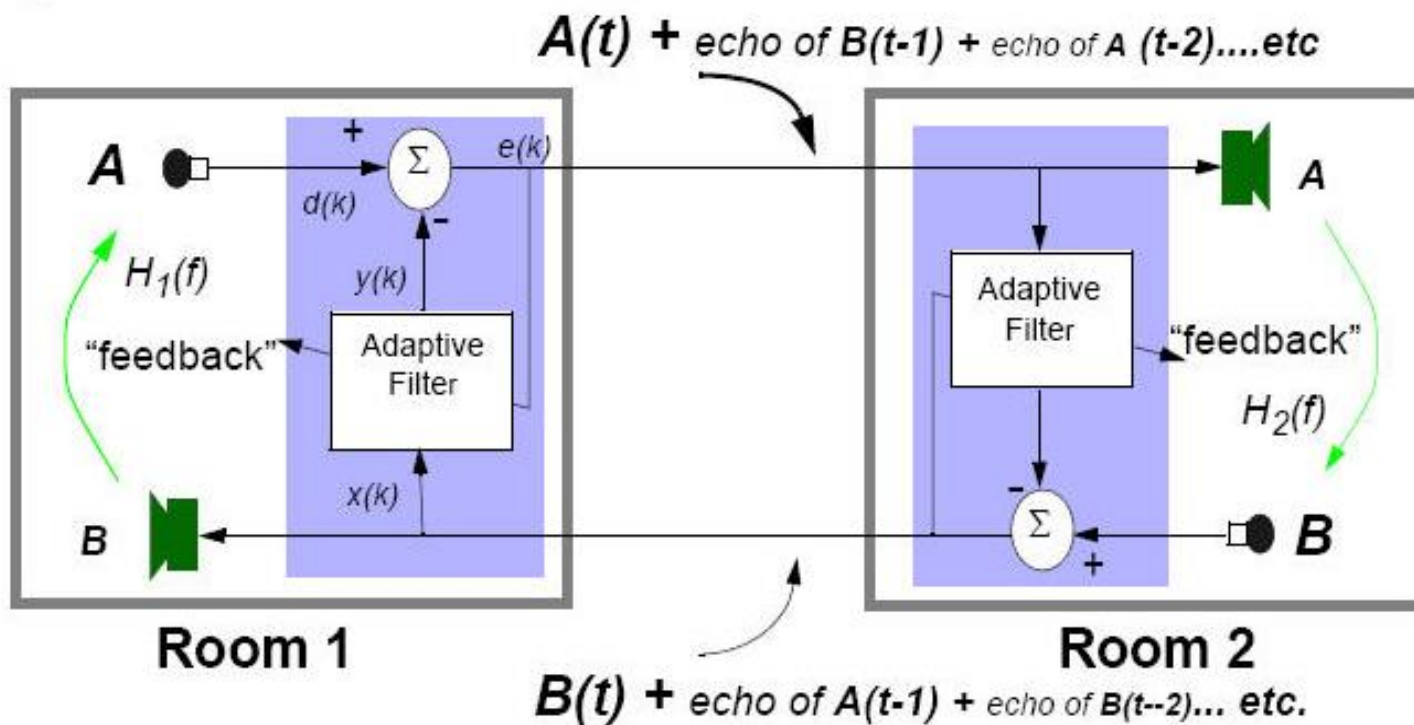 A(t) + echo of B(t-1) + echo of A (t-2)....etc
A
+
Σ
e(k)
d(k)
-
H1(f)
y(k)
"feedback"
Adaptive
Filter
x(k)
B
Room 1
A
Adaptive
Filter
"feedback"
H2(f)
-
Σ
+
B
Room 2
B(t) + echo of A(t-1) + echo of B(t--2)... etc.